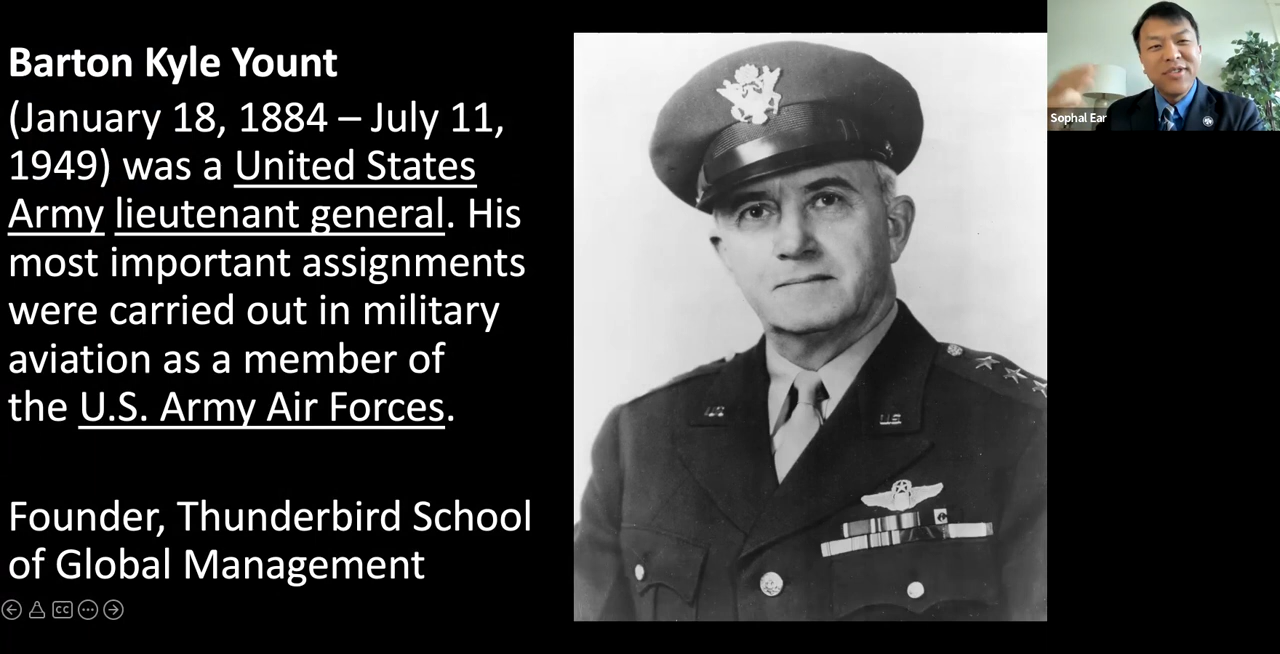 Barton Kyle Yount
(January 18, 1884 – July 11,
1949) was a United States
Army lieutenant general. His
most important assignments
were carried out in military
aviation as a member of
the U.S. Army Air Forces.
Founder, Thunderbird School
of Global Management
CC
Sophal Ear
U.S.
U.S.